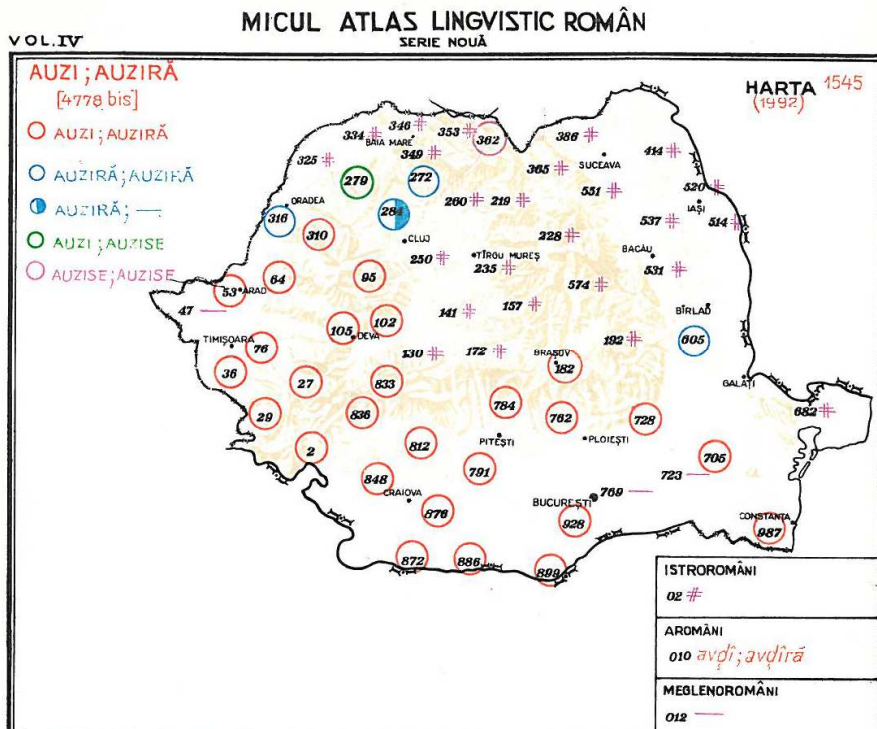 MICUL ATLAS LINGVISTIC ROMÂN
VOL.IV
SERIE NOUĂ
AUZI; AUZIRĂ
[4778 bis]
HARTA 1545
(1992)
AUZI; AUZIRĂ
AUZIRĂ; AUZIRĂ
AUZIRĂ; —
AUZI; AUZISE
AUZISE; AUZISE
334
346
353
362
386
BAIA MARE
325
349
365
SUCEAVA
414
279
272
551
520
ORADEA
260
219
IAȘI
316
284
537
514
310
CLUJ
228
BACĂU
250
TÎRGU MUREȘ
235
531
53
ARAD
64
95
574
47
141
157
BÎRLAD
105
102
TIMIȘOARA
DEVA
192
605
76
130
172
BRAȘOV
182
36
27
833
GALAȚI
29
836
784
762
728
682
2
812
PITEȘTI
PLOIEȘTI
705
848
791
723
CRAIOVA
BUCUREȘTI
769
876
928
CONSTANȚA
987
872
886
899
ISTROROMÂNI
02
AROMÂNI
010 avḑî; avḑîră
MEGLENOROMÂNI
012 —